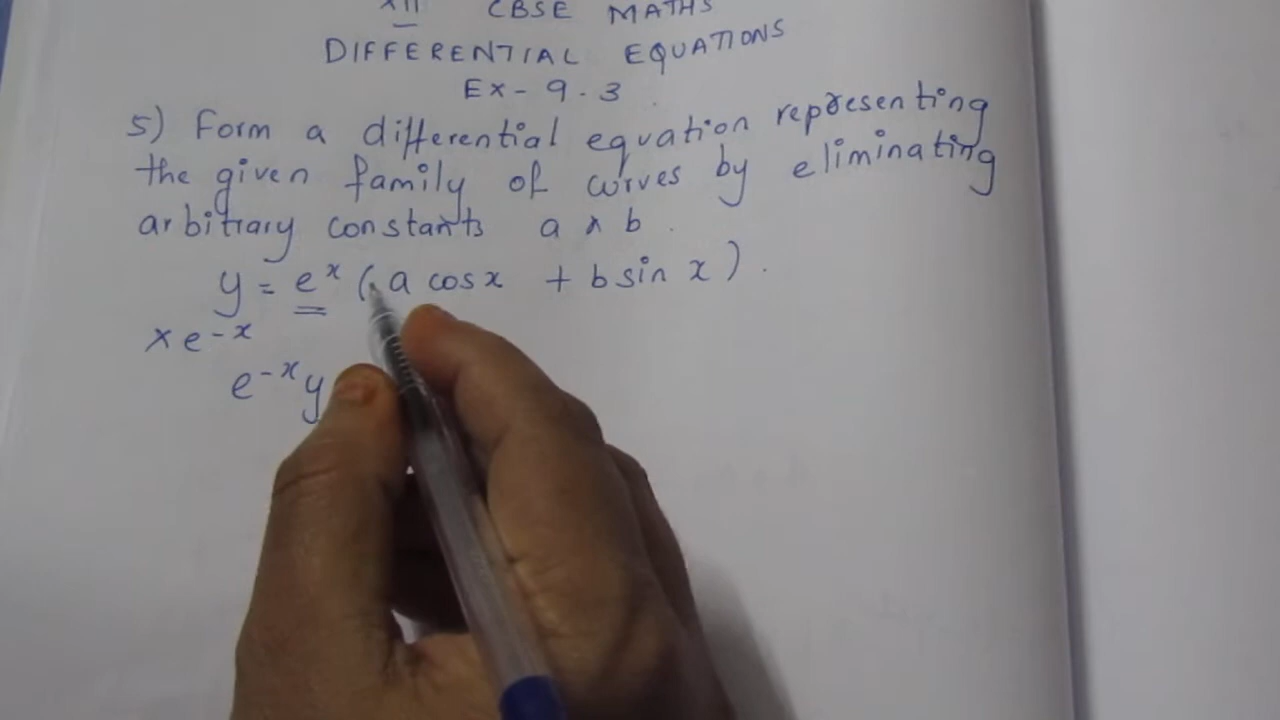 XII CBSE MATHS
DIFFERENTIAL EQUATIONS
Ex - 9.3
5) Form a differential equation representing
the given family of curves by eliminating
arbitrary constants a & b.
y = e^x (a cos x + b sin x).
x e^-x
e^-x y